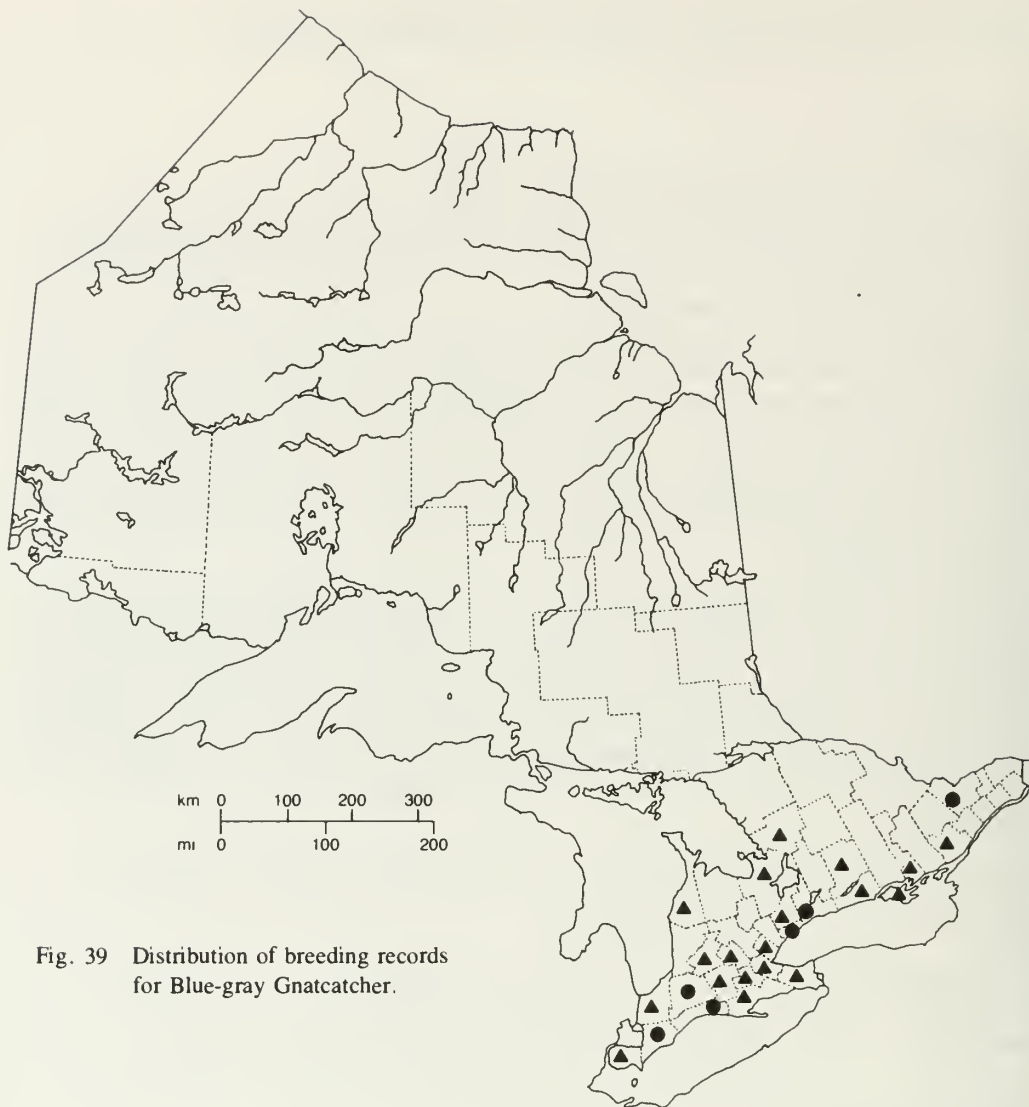 km 0 100 200 300
mi 0 100 200
Fig. 39 Distribution of breeding records
for Blue-gray Gnatcatcher.